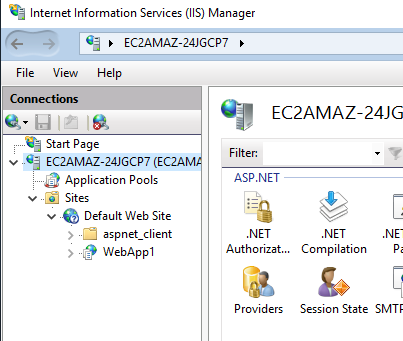 Internet Information Services (IIS) Manager
EC2AMAZ-24JGCP7
File View Help
Connections
Start Page
EC2AMAZ-24JGCP7 (EC2AMA
Application Pools
Sites
Default Web Site
aspnet_client
WebApp1
EC2AMAZ-24JG
Filter:
ASP.NET
.NET Authorizat...
.NET Compilation
.NE
Pa
Providers
Session State
SMTP